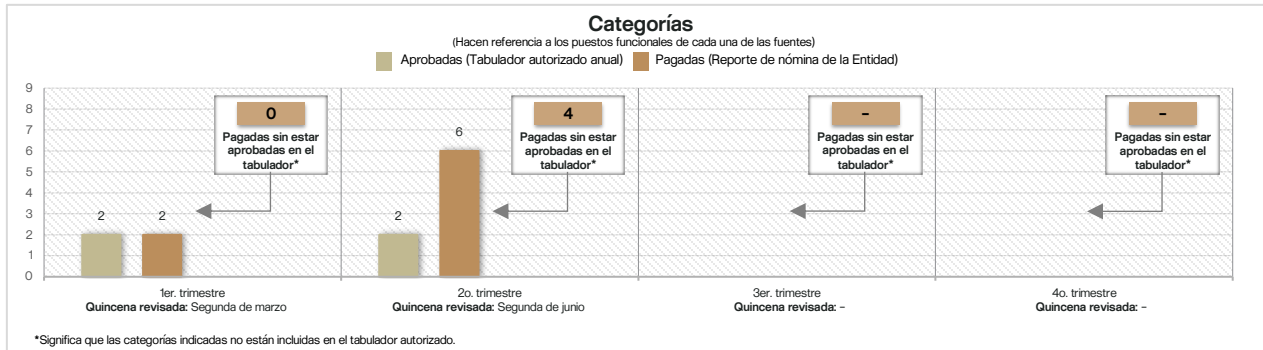 Categorías
(Hacen referencia a los puestos funcionales de cada una de las fuentes)
Aprobadas (Tabulador autorizado anual)
Pagadas (Reporte de nómina de la Entidad)
9
8
7
6
5
4
3
2
1
0
0
Pagadas sin estar
aprobadas en el
tabulador*
2
2
4
Pagadas sin estar
aprobadas en el
tabulador*
2
6
-
Pagadas sin estar
aprobadas en el
tabulador*
-
Pagadas sin estar
aprobadas en el
tabulador*
1er. trimestre
Quincena revisada: Segunda de marzo
2o. trimestre
Quincena revisada: Segunda de junio
3er. trimestre
Quincena revisada: -
4o. trimestre
Quincena revisada: -
*Significa que las categorías indicadas no están incluidas en el tabulador autorizado.